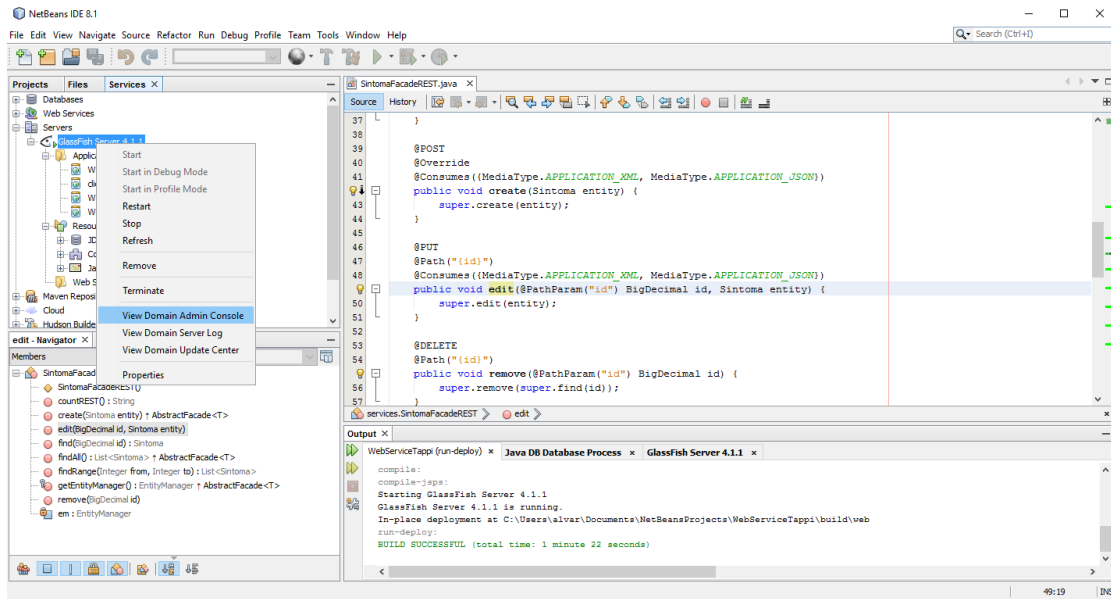 NetBeans IDE 8.1
File Edit View Navigate Source Refactor Run Debug Profile Team Tools Window Help
Search (Ctrl+I)
Projects Files Services
Databases
Web Services
Servers
GlassFish Server 4.1.1
Applic
W
clie
W
W
Resou
JD
Co
Ja
Web S
Maven Reposi
Cloud
Hudson Builde
Start
Start in Debug Mode
Start in Profile Mode
Restart
Stop
Refresh
Remove
Terminate
View Domain Admin Console
View Domain Server Log
View Domain Update Center
Properties
edit - Navigator
Members
SintomaFacad
SintomaFacadeREST()
countREST() : String
create(Sintoma entity) ↑ AbstractFacade<T>
edit(BigDecimal id, Sintoma entity)
find(BigDecimal id) : Sintoma
findAll() : List<Sintoma> ↑ AbstractFacade<T>
findRange(Integer from, Integer to) : List<Sintoma>
getEntityManager() : EntityManager ↑ AbstractFacade<T>
remove(BigDecimal id)
em : EntityManager
SintomaFacadeREST.java
Source History
37 }
38
39 @POST
40 @Override
41 @Consumes({MediaType.APPLICATION_XML, MediaType.APPLICATION_JSON})
public void create(Sintoma entity) {
43 super.create(entity);
44 }
45
46 @PUT
47 @Path("{id}")
48 @Consumes({MediaType.APPLICATION_XML, MediaType.APPLICATION_JSON})
public void edit(@PathParam("id") BigDecimal id, Sintoma entity) {
50 super.edit(entity);
51 }
52
53 @DELETE
54 @Path("{id}")
public void remove(@PathParam("id") BigDecimal id) {
56 super.remove(super.find(id));
57 }
services.SintomaFacadeREST edit
Output
WebServiceTappi (run-deploy) Java DB Database Process GlassFish Server 4.1.1
compile:
compile-jsps:
Starting GlassFish Server 4.1.1
GlassFish Server 4.1.1 is running.
In-place deployment at C:\Users\alvar\Documents\NetBeansProjects\WebServiceTappi\build\web
run-deploy:
BUILD SUCCESSFUL (total time: 1 minute 22 seconds)
49:19 INS